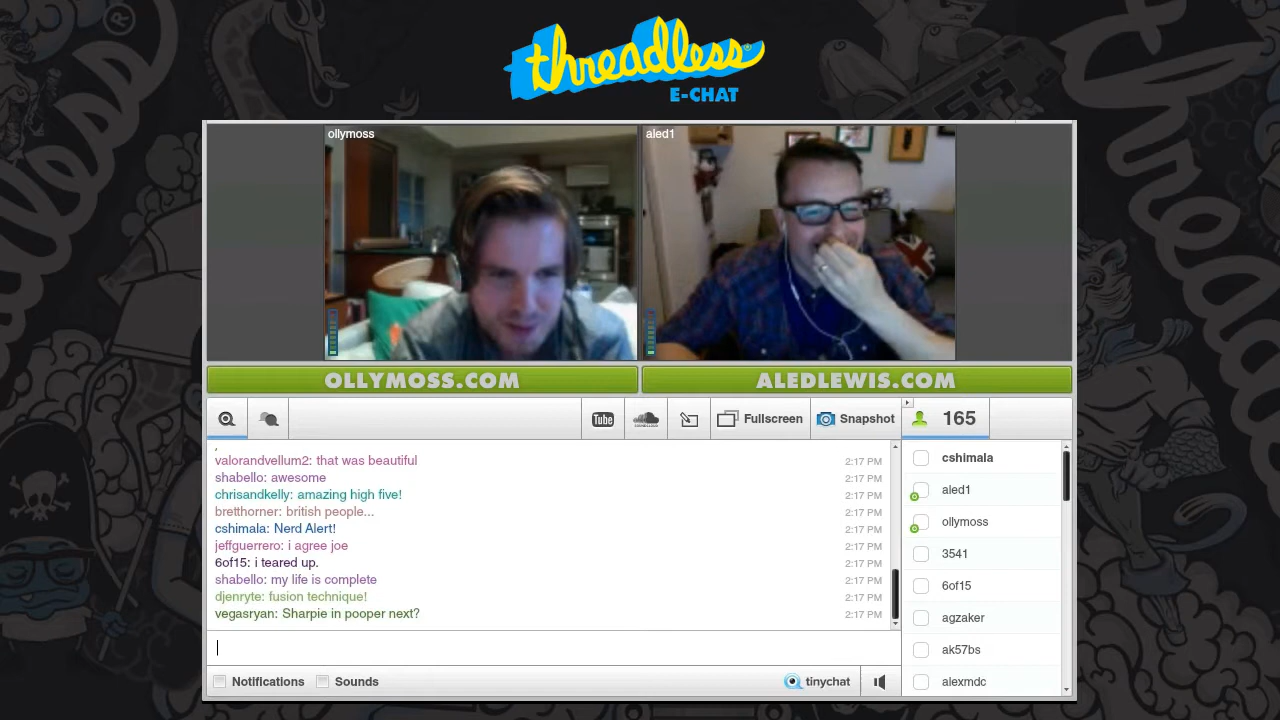 threadless
E-CHAT
ollymoss
aled1
OLLYMOSS.COM
ALEDLEWIS.COM
You Tube
SOUNDCLOUD
Fullscreen
Snapshot
165
valorandvellum2: that was beautiful 2:17 PM
shabello: awesome 2:17 PM
chrisandkelly: amazing high five! 2:17 PM
bretthorner: british people... 2:17 PM
cshimala: Nerd Alert! 2:17 PM
jeffguerrero: i agree joe 2:17 PM
6of15: i teared up. 2:17 PM
shabello: my life is complete 2:17 PM
djenryte: fusion technique! 2:17 PM
vegasryan: Sharpie in pooper next? 2:17 PM
cshimala
aled1
ollymoss
3541
6of15
agzaker
ak57bs
alexmdc
Notifications
Sounds
tinychat